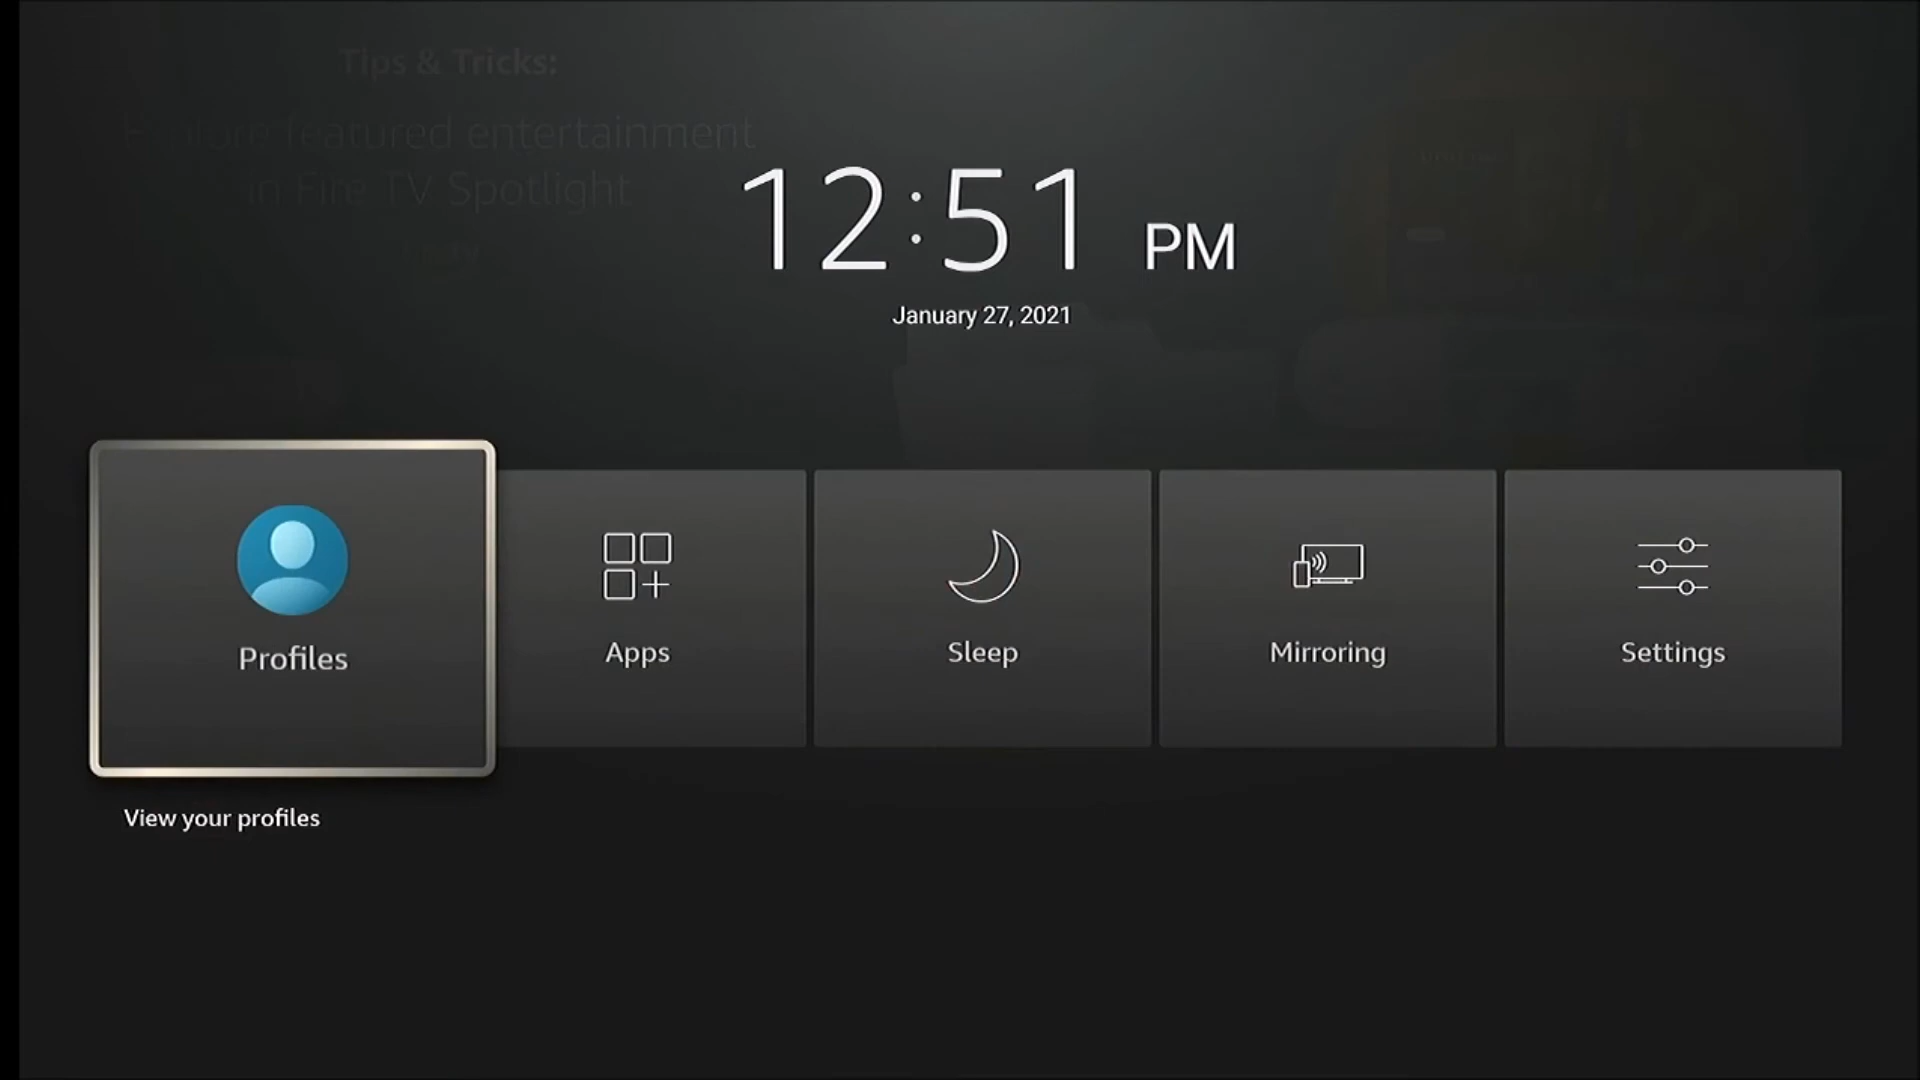 Tips & Tricks:
featured entertainment
in Fire TV Spotlight
12:51 PM
January 27, 2021
Profiles
Apps
Sleep
Mirroring
Settings
View your profiles